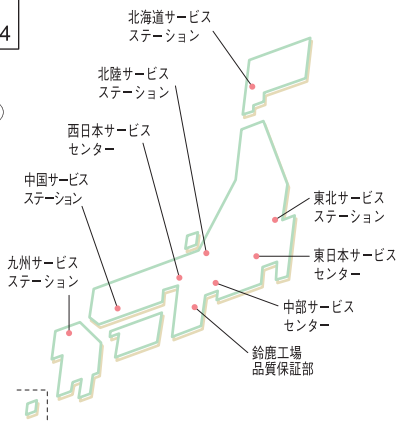 4
北海道サービス
ステーション
北陸サービス
ステーション
西日本サービス
センター
中国サービス
ステーション
九州サービス
ステーション
東北サービス
ステーション
東日本サービス
センター
中部サービス
センター
鈴鹿工場
品質保証部